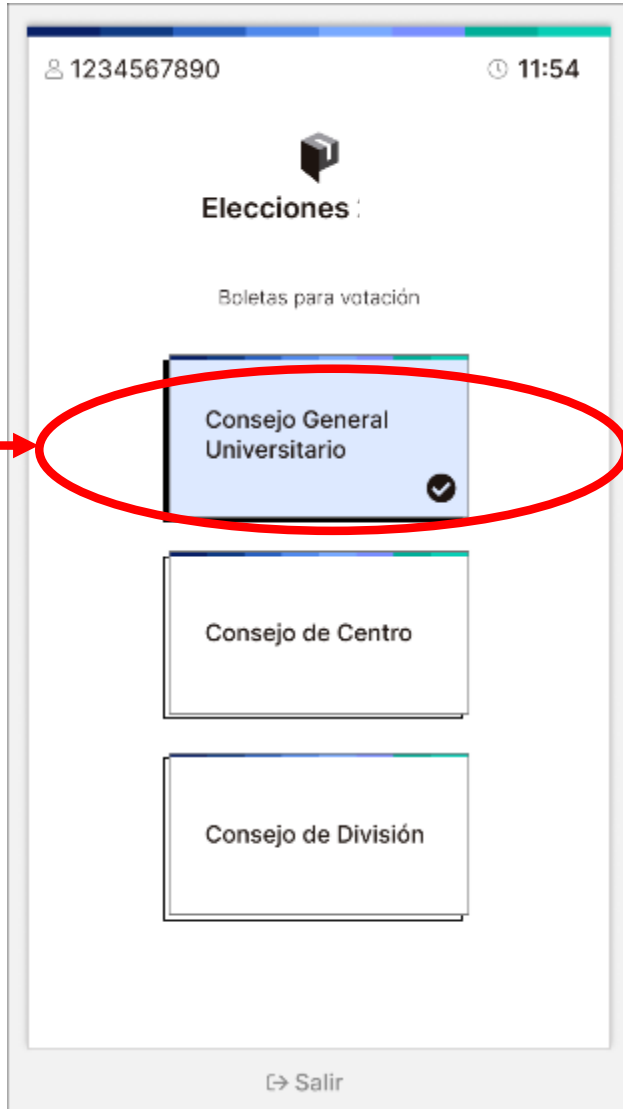 1234567890
11:54
Elecciones
Boletas para votación
Consejo General
Universitario
Consejo de Centro
Consejo de División
Salir